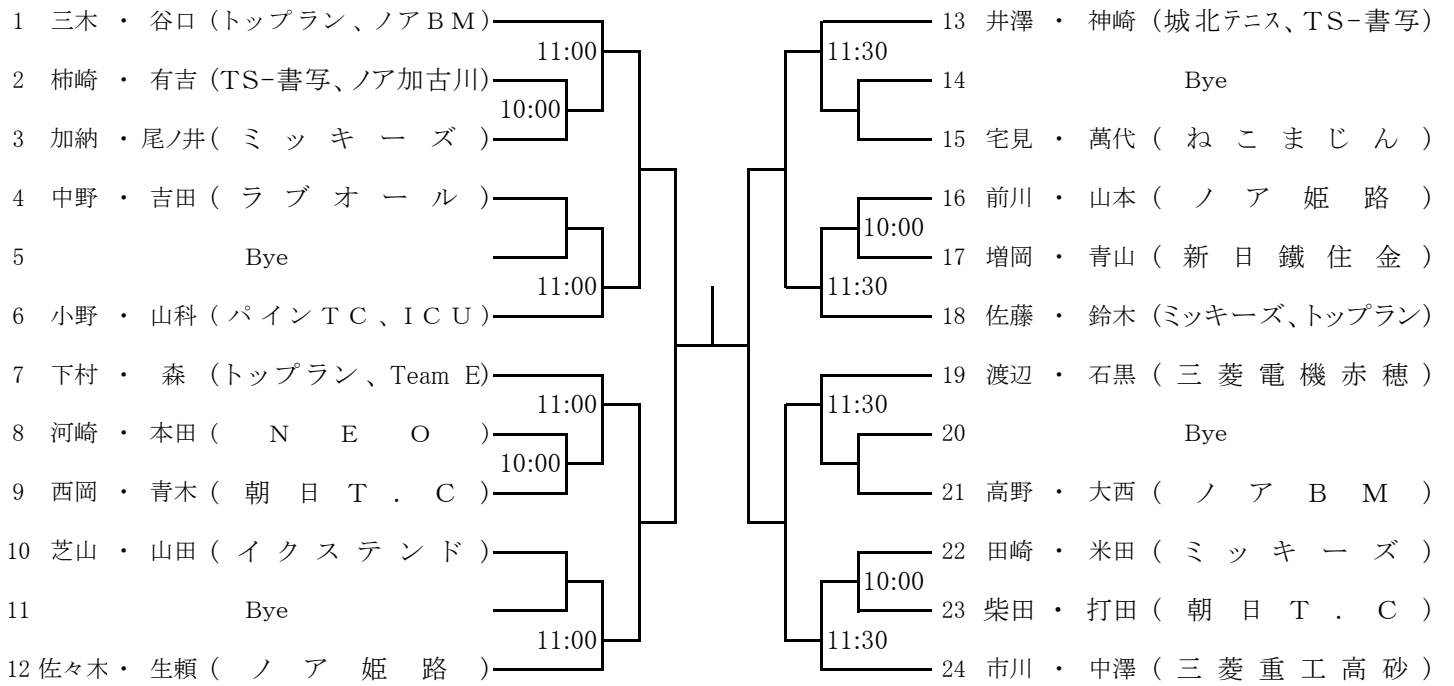 1 三木 ・ 谷口 (トップラン、ノアBM)
11:00
2 柿崎 ・ 有吉 (TS-書写、ノア加古川)
10:00
3 加納 ・ 尾ノ井 (ミッキーズ)
4 中野 ・ 吉田 (ラブオール)
5 Bye
11:00
6 小野 ・ 山科 (パインTC、ICU)
7 下村 ・ 森 (トップラン、Team E)
11:00
8 河崎 ・ 本田 (NEO)
10:00
9 西岡 ・ 青木 (朝日T.C)
10 芝山 ・ 山田 (イクステンド)
11 Bye
11:00
12 佐々木 ・ 生頼 (ノア姫路)
13 井澤 ・ 神崎 (城北テニス、TS-書写)
11:30
14 Bye
15 宅見 ・ 萬代 (ねこまじん)
16 前川 ・ 山本 (ノア姫路)
10:00
17 増岡 ・ 青山 (新日鐵住金)
11:30
18 佐藤 ・ 鈴木 (ミッキーズ、トップラン)
19 渡辺 ・ 石黒 (三菱電機赤穂)
11:30
20 Bye
21 高野 ・ 大西 (ノアBM)
22 田崎 ・ 米田 (ミッキーズ)
10:00
23 柴田 ・ 打田 (朝日T.C)
11:30
24 市川 ・ 中澤 (三菱重工高砂)